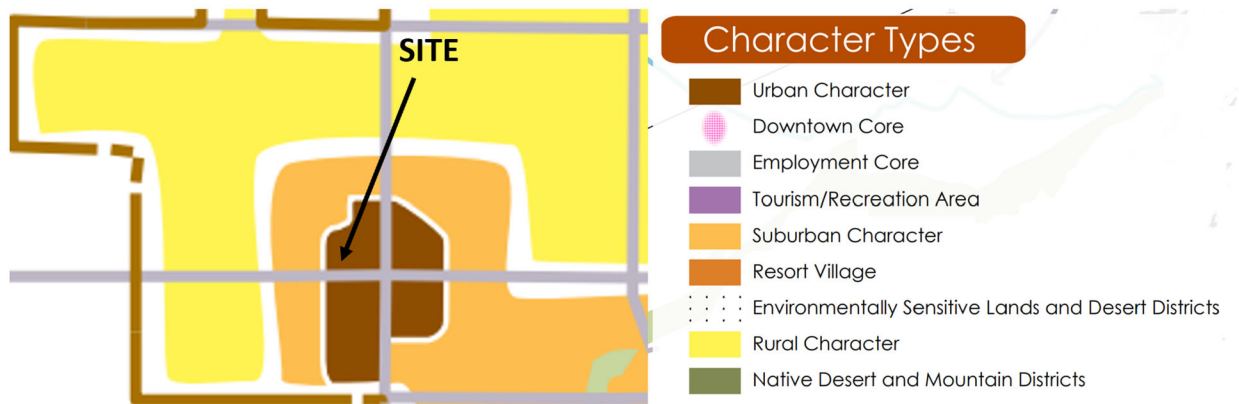 SITE
Character Types
Urban Character
Downtown Core
Employment Core
Tourism/Recreation Area
Suburban Character
Resort Village
Environmentally Sensitive Lands and Desert Districts
Rural Character
Native Desert and Mountain Districts